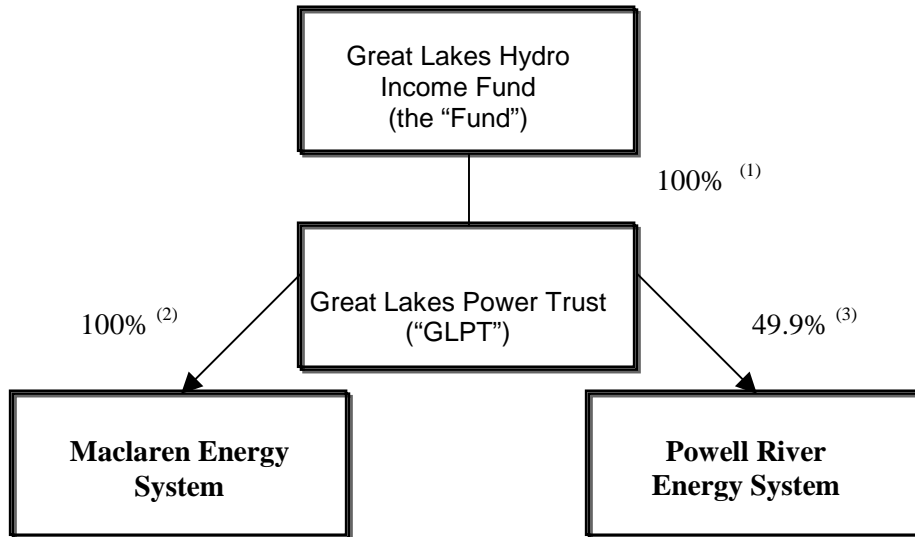 Great Lakes Hydro
Income Fund
(the “Fund”)
100% (1)
Great Lakes Power Trust
(“GLPT”)
100% (2)
49.9% (3)
Maclaren Energy
System
Powell River
Energy System